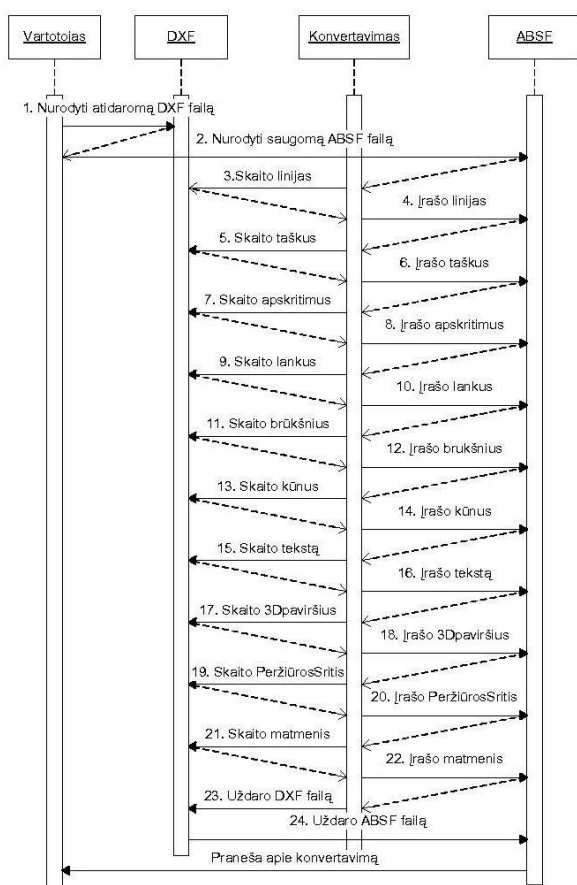 Vartotoias
DXF
Konvertavimas
ABSF
1. Nurodyti atidaromą DXF failą
2. Nurodyti saugomą ABSF failą
3.Skaito linijas
4. Įrašo linijas
5. Skaito taškus
6. Įrašo taškus
7. Skaito apskritimus
8. Įrašo apskritimus
9. Skaito lankus
10. Įrašo lankus
11. Skaito brūkšnius
12. Įrašo brukšnius
13. Skaito kūnus
14. Įrašo kūnus
15. Skaito tekstą
16. Įrašo tekstą
17. Skaito 3Dpaviršius
18. Įrašo 3Dpaviršius
19. Skaito PeržiūrosSritis
20. Įrašo PeržiūrosSritis
21. Skaito matmenis
22. Įrašo matmenis
23. Uždaro DXF failą
24. Uždaro ABSF failą
Praneša apie konvertavimą